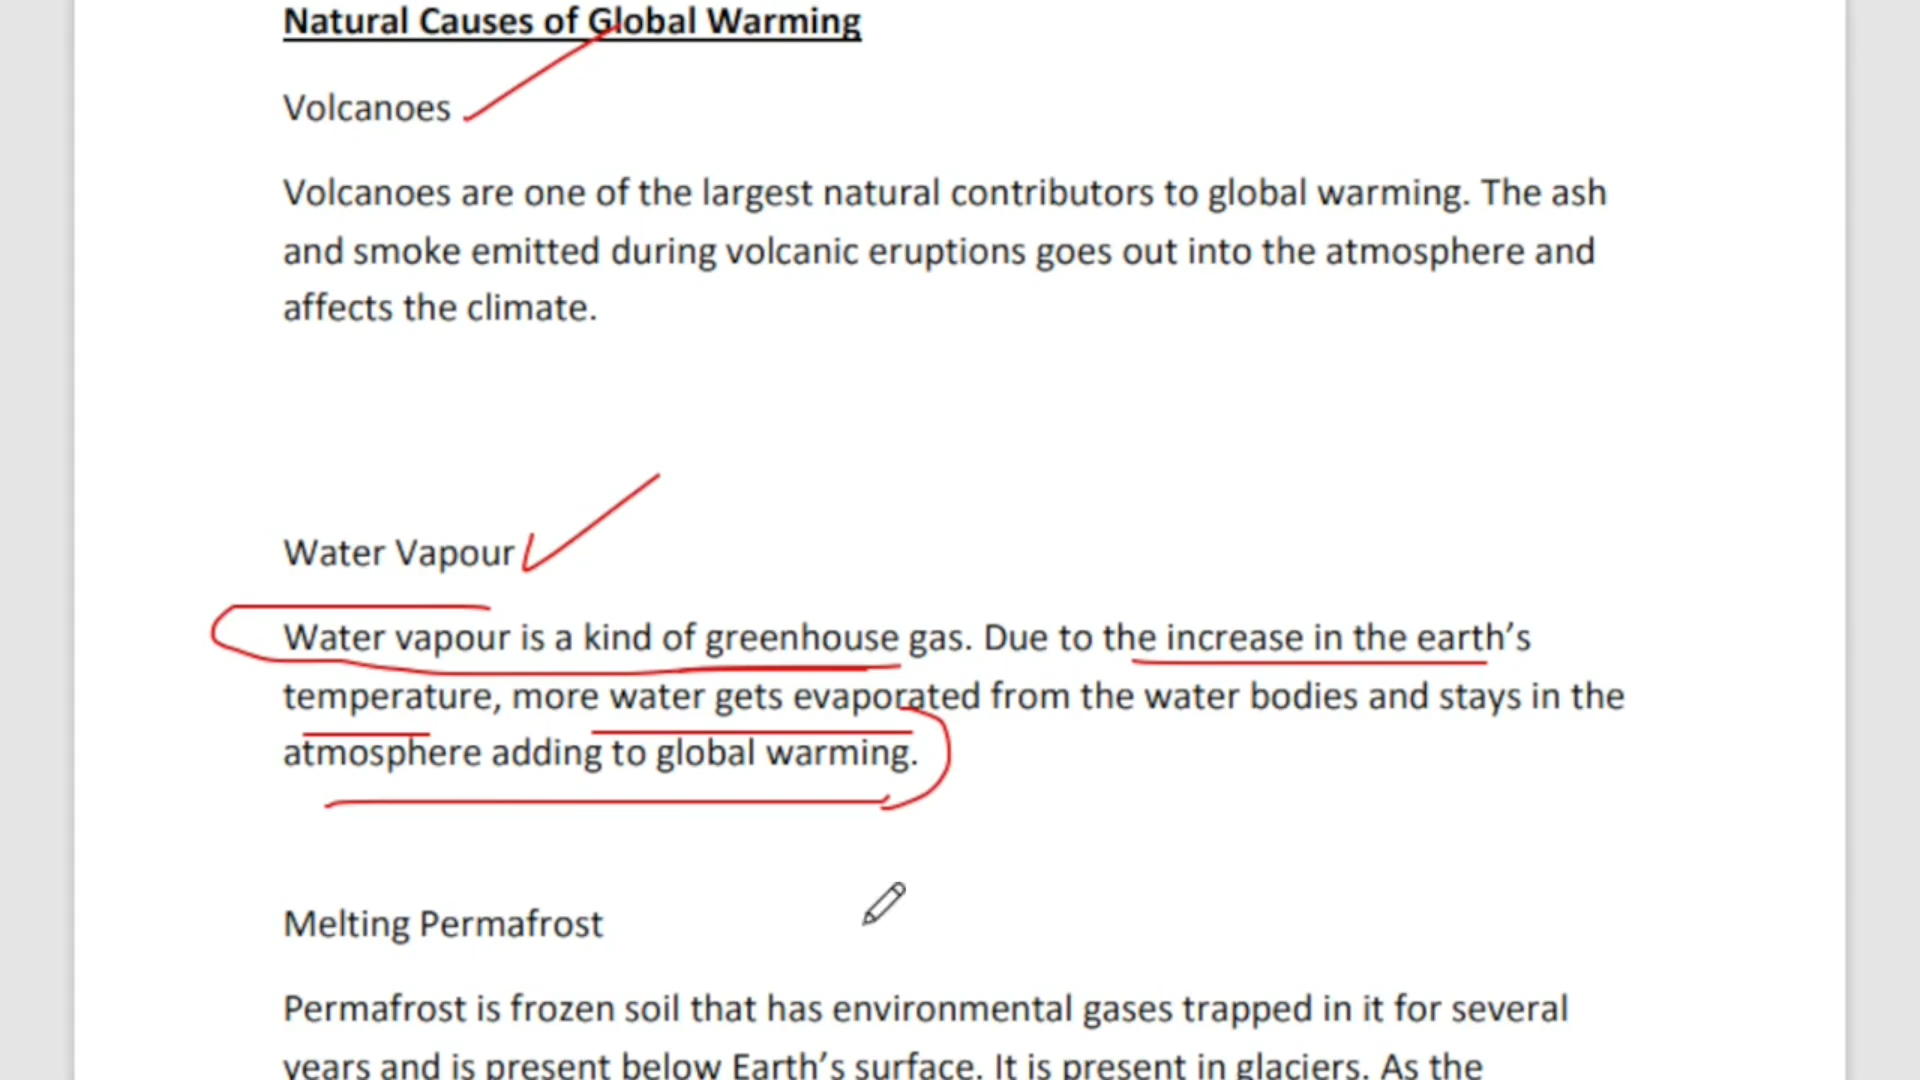 Natural Causes of Global Warming
Volcanoes
Volcanoes are one of the largest natural contributors to global warming. The ash
and smoke emitted during volcanic eruptions goes out into the atmosphere and
affects the climate.
Water Vapour
Water vapour is a kind of greenhouse gas. Due to the increase in the earth’s
temperature, more water gets evaporated from the water bodies and stays in the
atmosphere adding to global warming.
Melting Permafrost
Permafrost is frozen soil that has environmental gases trapped in it for several
years and is present below Earth’s surface. It is present in glaciers. As the